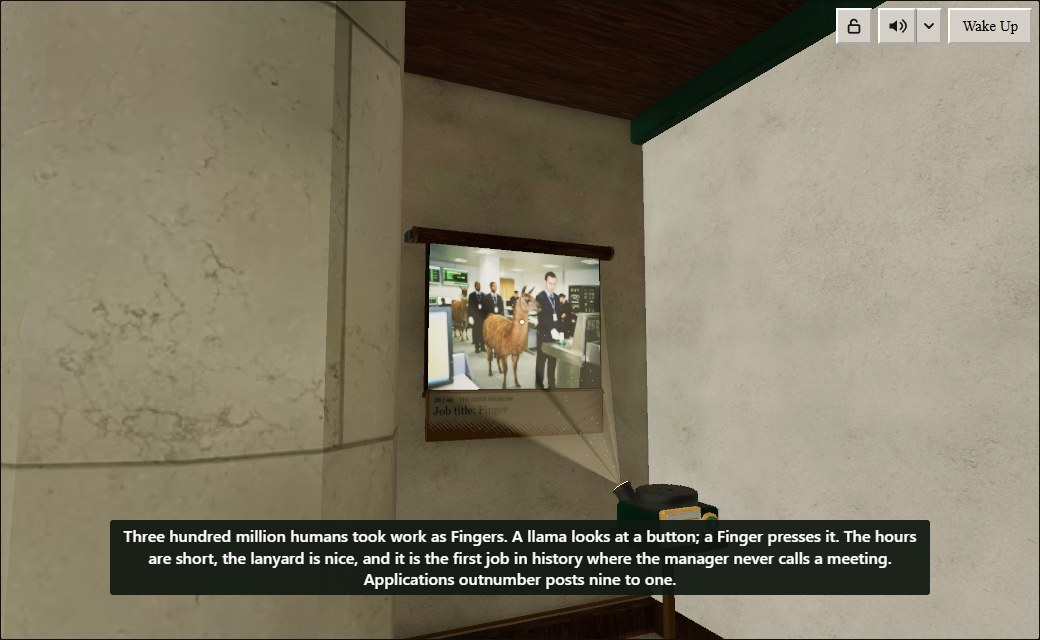 Wake Up
Job title: Finger
Three hundred million humans took work as Fingers. A llama looks at a button; a Finger presses it. The hours
are short, the lanyard is nice, and it is the first job in history where the manager never calls a meeting.
Applications outnumber posts nine to one.